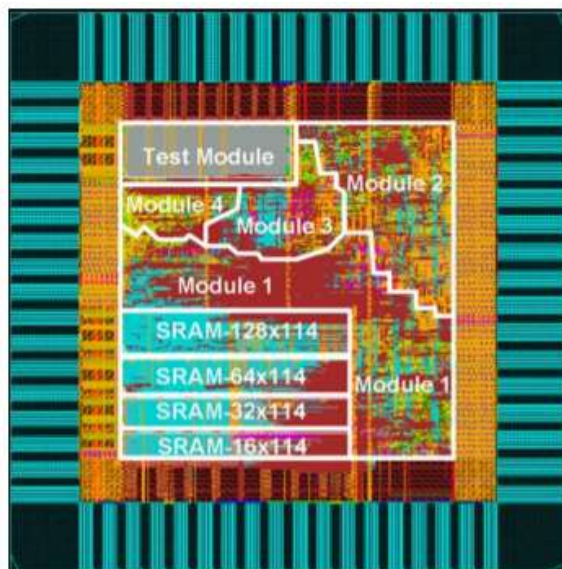 Test Module
Module 2
Module 4
Module 3
Module 1
SRAM-128x114
SRAM-64x114
Module 1
SRAM-32x114
SRAM-16x114